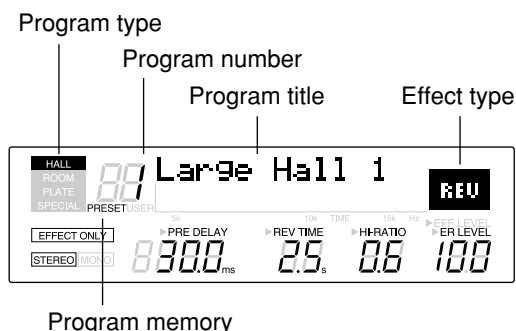 Program type
Program number
Program title
Effect type
HALL
ROOM
PLATE
SPECIAL
1
PRESET USER
Large Hall 1
REV
5k 10k TIME 15k Hz
EFF LEVEL
EFFECT ONLY
▶PRE DELAY ▶REV TIME ▶HI-RATIO ▶ER LEVEL
STEREO MONO
30.0 ms 2.5 s 0.6 100
Program memory